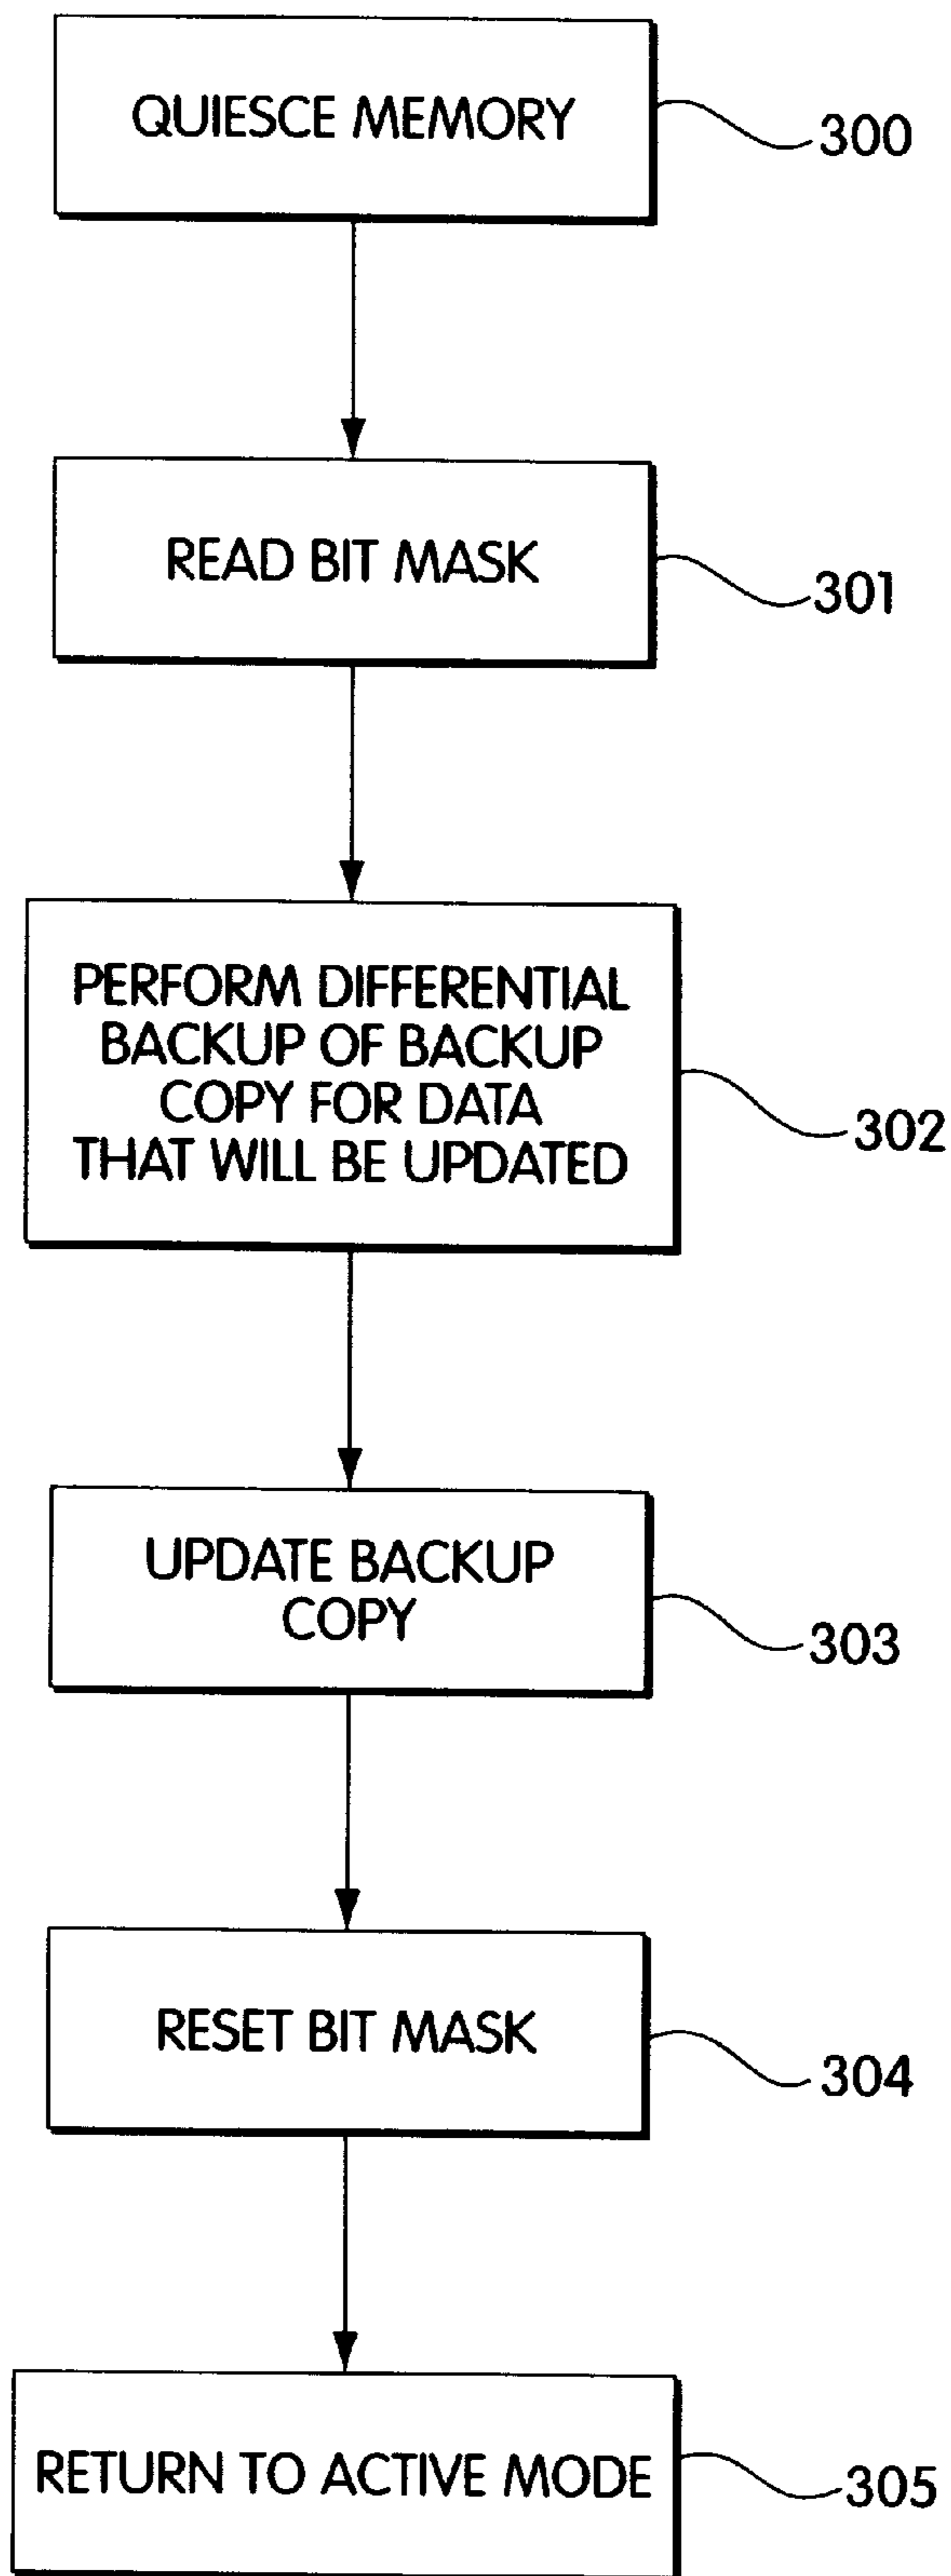 QUIESCE MEMORY
300
READ BIT MASK
301
PERFORM DIFFERENTIAL
BACKUP OF BACKUP
COPY FOR DATA
THAT WILL BE UPDATED
302
UPDATE BACKUP
COPY
303
RESET BIT MASK
304
RETURN TO ACTIVE MODE
305